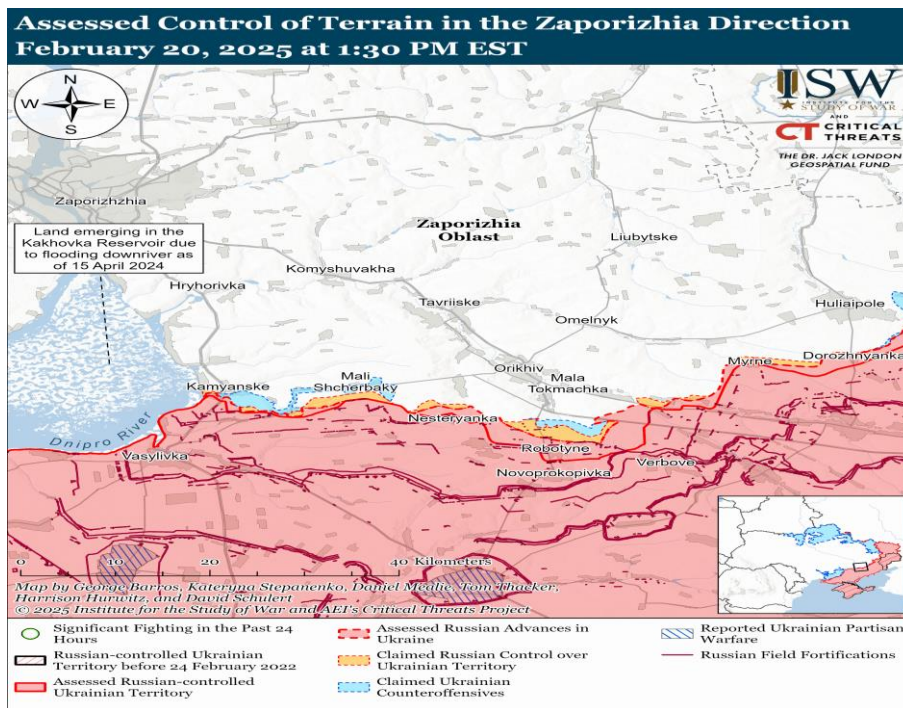 Assessed Control of Terrain in the Zaporizhia Direction
February 20, 2025 at 1:30 PM EST
N
W E
S
ISW
INSTITUTE FOR THE
STUDY OF WAR
AND
CT CRITICAL
THREATS
THE DR. JACK LONDON
GEOSPATIAL FUND
Zaporizhzhia
Land emerging in the
Kakhovka Reservoir due
to flooding downriver as
of 15 April 2024
Zaporizhia
Oblast
Liubytske
Komyshuvakha
Hryhorivka
Tavriiske
Huliaipole
Omelnyk
Orikhiv
Myrne
Dorozhnyanka
Mali
Shcherbaky
Kamyanske
Mala
Tokmachka
Nesteryanka
Dnipro River
Vasylivka
Robotyne
Verbove
Novoprokopivka
0 10 20 40 Kilometers
Map by George Barros, Kateryna Stepanenko, Daniel Mealie, Tom Thacker,
Harrison Hurwitz, and David Schulert
© 2025 Institute for the Study of War and AEI's Critical Threats Project
Significant Fighting in the Past 24
Hours
Russian-controlled Ukrainian
Territory before 24 February 2022
Assessed Russian-controlled
Ukrainian Territory
Assessed Russian Advances in
Ukraine
Claimed Russian Control over
Ukrainian Territory
Claimed Ukrainian
Counteroffensives
Reported Ukrainian Partisan
Warfare
Russian Field Fortifications